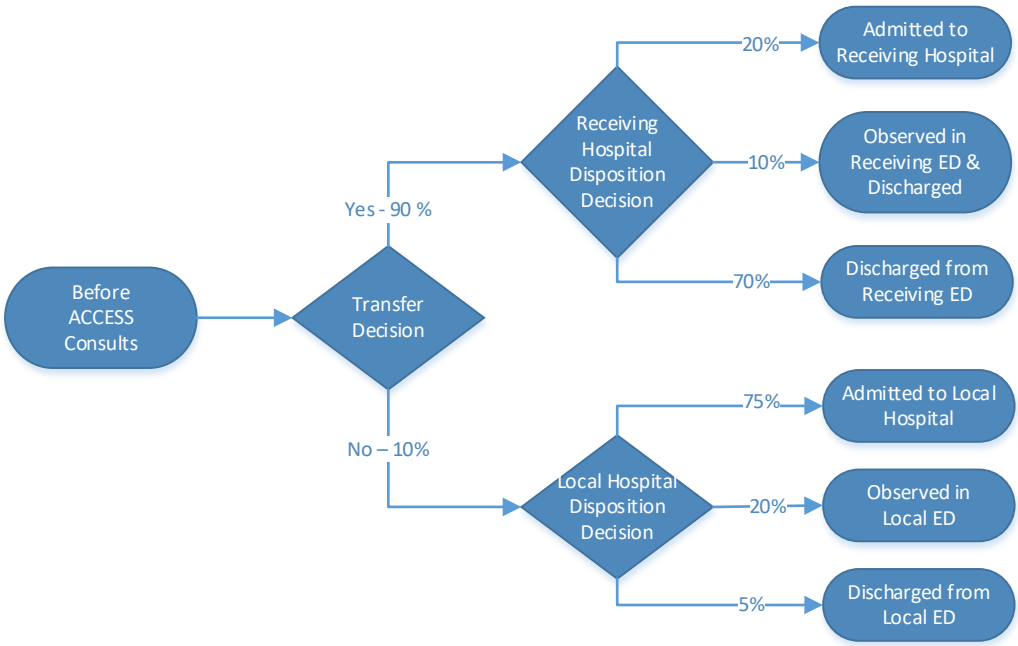 Before
ACCESS
Consults
Transfer
Decision
Yes - 90 %
No – 10%
Receiving
Hospital
Disposition
Decision
20%
Admitted to
Receiving Hospital
10%
Observed in
Receiving ED &
Discharged
70%
Discharged from
Receiving ED
Local Hospital
Disposition
Decision
75%
Admitted to Local
Hospital
20%
Observed in
Local ED
5%
Discharged from
Local ED